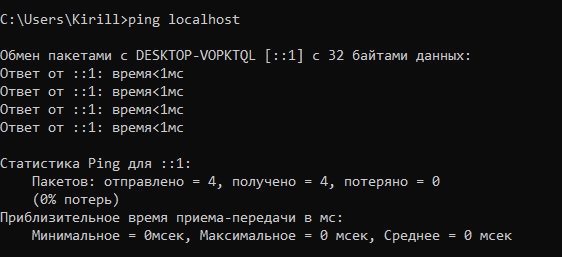 C:\Users\Kirill>ping localhost
Обмен пакетами с DESKTOP-VOPKTQL [::1] с 32 байтами данных:
Ответ от ::1: время<1мс
Ответ от ::1: время<1мс
Ответ от ::1: время<1мс
Ответ от ::1: время<1мс
Статистика Ping для ::1:
Пакетов: отправлено = 4, получено = 4, потеряно = 0
(0% потерь)
Приблизительное время приема-передачи в мс:
Минимальное = 0мсек, Максимальное = 0 мсек, Среднее = 0 мсек